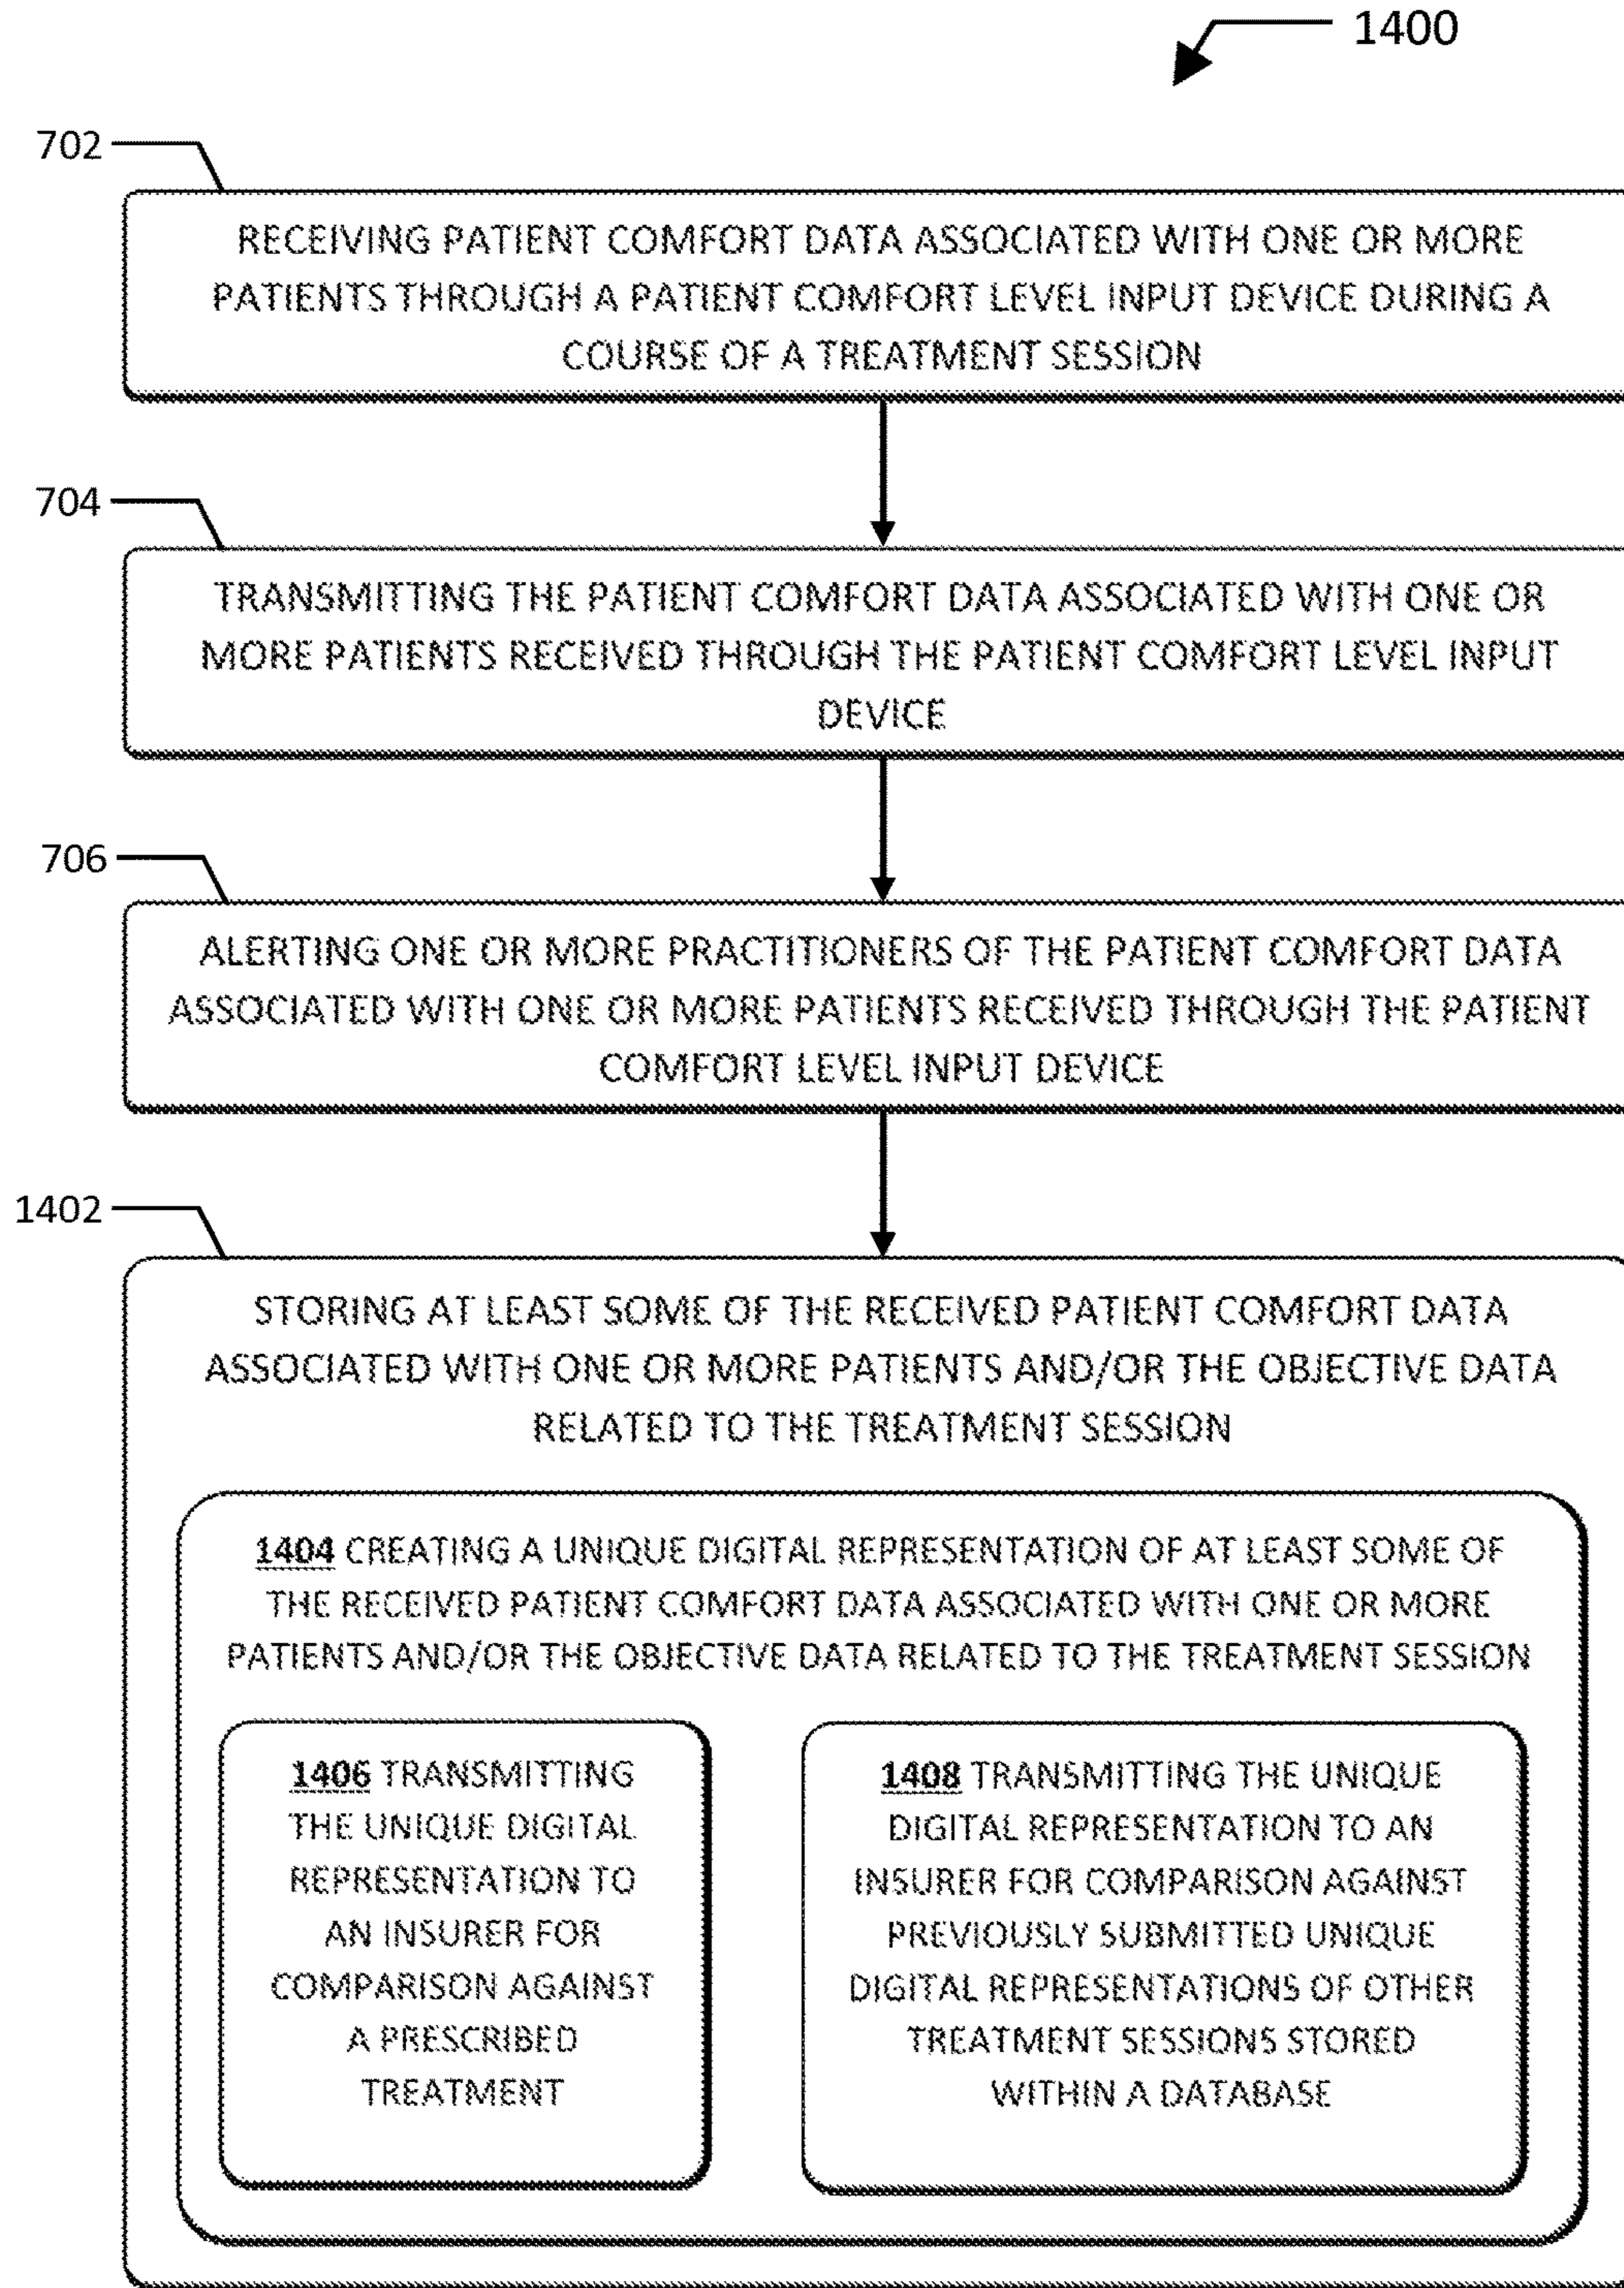 1400
702
RECEIVING PATIENT COMFORT DATA ASSOCIATED WITH ONE OR MORE
PATIENTS THROUGH A PATIENT COMFORT LEVEL INPUT DEVICE DURING A
COURSE OF A TREATMENT SESSION
704
TRANSMITTING THE PATIENT COMFORT DATA ASSOCIATED WITH ONE OR
MORE PATIENTS RECEIVED THROUGH THE PATIENT COMFORT LEVEL INPUT
DEVICE
706
ALERTING ONE OR MORE PRACTITIONERS OF THE PATIENT COMFORT DATA
ASSOCIATED WITH ONE OR MORE PATIENTS RECEIVED THROUGH THE PATIENT
COMFORT LEVEL INPUT DEVICE
1402
STORING AT LEAST SOME OF THE RECEIVED PATIENT COMFORT DATA
ASSOCIATED WITH ONE OR MORE PATIENTS AND/OR THE OBJECTIVE DATA
RELATED TO THE TREATMENT SESSION
1404 CREATING A UNIQUE DIGITAL REPRESENTATION OF AT LEAST SOME OF
THE RECEIVED PATIENT COMFORT DATA ASSOCIATED WITH ONE OR MORE
PATIENTS AND/OR THE OBJECTIVE DATA RELATED TO THE TREATMENT SESSION
1406 TRANSMITTING
THE UNIQUE DIGITAL
REPRESENTATION TO
AN INSURER FOR
COMPARISON AGAINST
A PRESCRIBED
TREATMENT
1408 TRANSMITTING THE UNIQUE
DIGITAL REPRESENTATION TO AN
INSURER FOR COMPARISON AGAINST
PREVIOUSLY SUBMITTED UNIQUE
DIGITAL REPRESENTATIONS OF OTHER
TREATMENT SESSIONS STORED
WITHIN A DATABASE